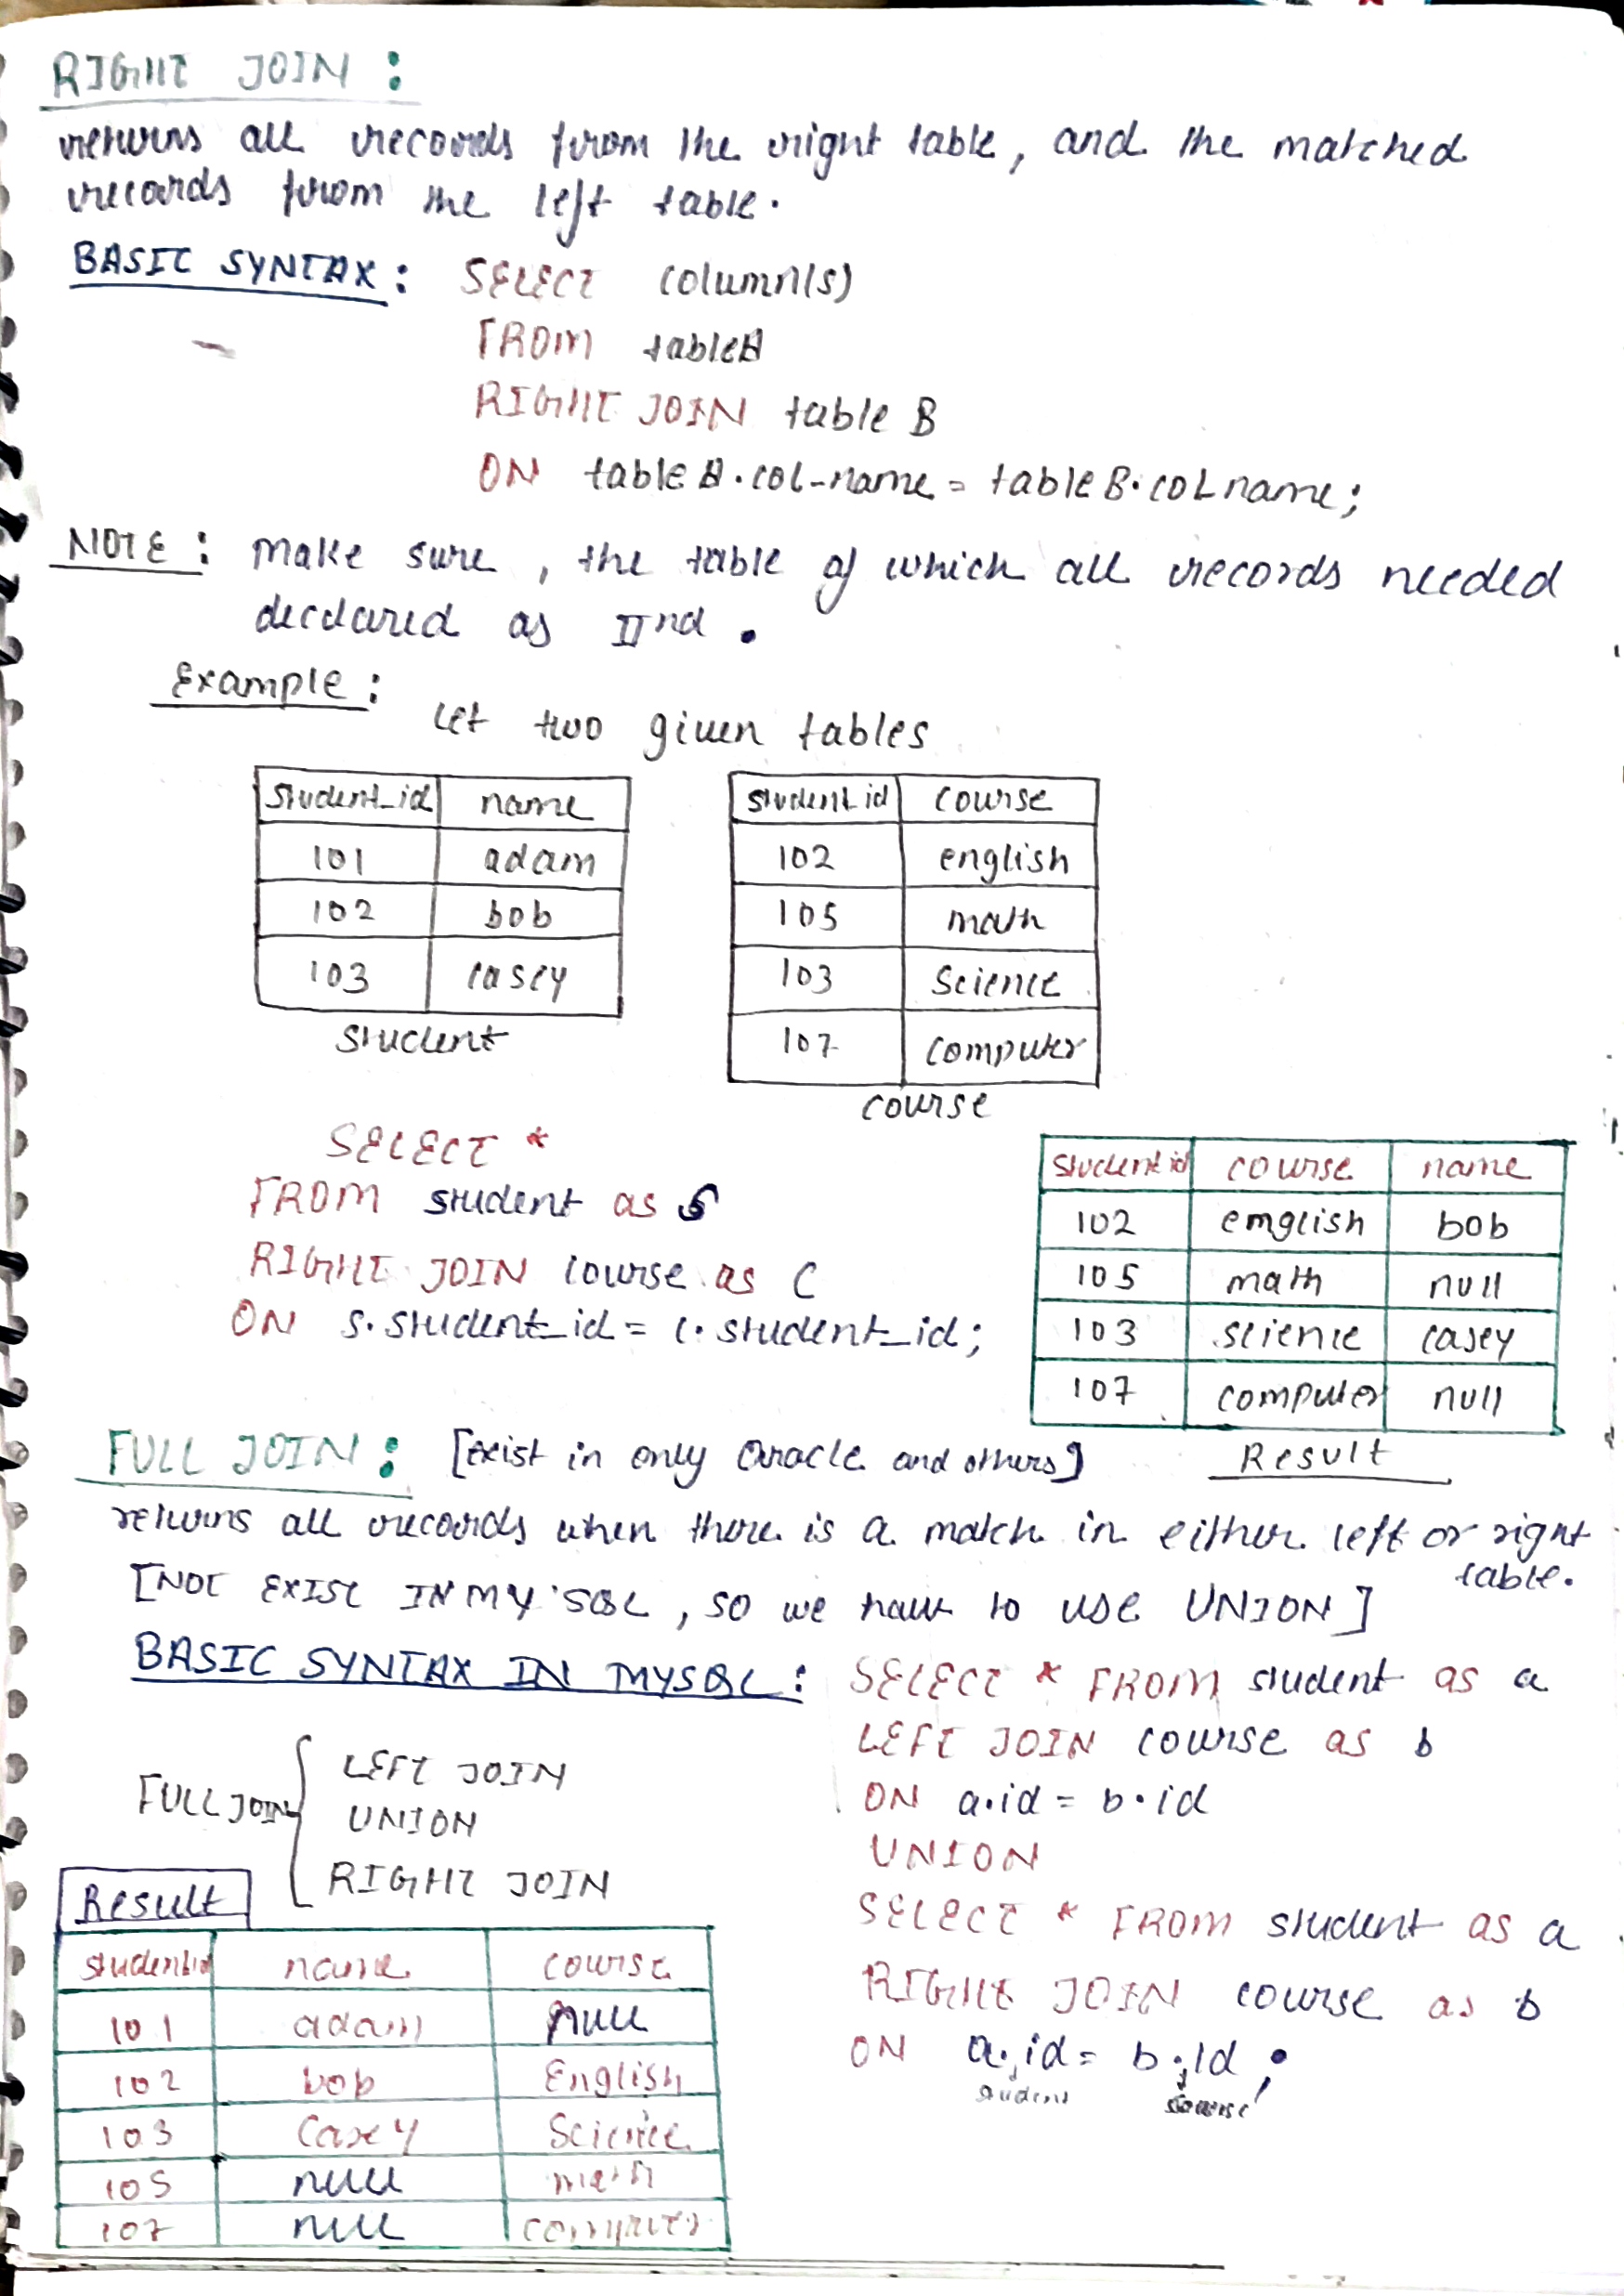 RIGHT JOIN :
returns all records from the right table, and the matched
records from the left table.
BASIC SYNTAX : SELECT column(s)
FROM tableA
RIGHT JOIN table B
ON table A.col-name = table B.col name;
NOTE : make sure, the table of which all records needed
declared as IInd.
Example :
let two given tables
student_id name
101 adam
102 bob
103 casey
student
student id course
102 english
105 math
103 Science
107 computer
course
SELECT *
FROM student as S
RIGHT JOIN course as C
ON s.student_id = c.student_id;
student id course name
102 emglish bob
105 math null
103 science casey
107 computer null
Result
FULL JOIN : [Exist in only Oracle and others]
returns all records when there is a match in either left or right
table.
[NOT EXIST IN MY SQL, so we have to use UNION]
BASIC SYNTAX IN MYSQL :
SELECT * FROM student as a
LEFT JOIN course as b
ON a.id = b.id
UNION
SELECT * FROM student as a
RIGHT JOIN course as b
ON a.id = b.id ;
student course
FULL JOIN
LEFT JOIN
UNION
RIGHT JOIN
Result
student id name course
101 adam null
102 bob English
103 Casey Science
105 null math
107 null computer